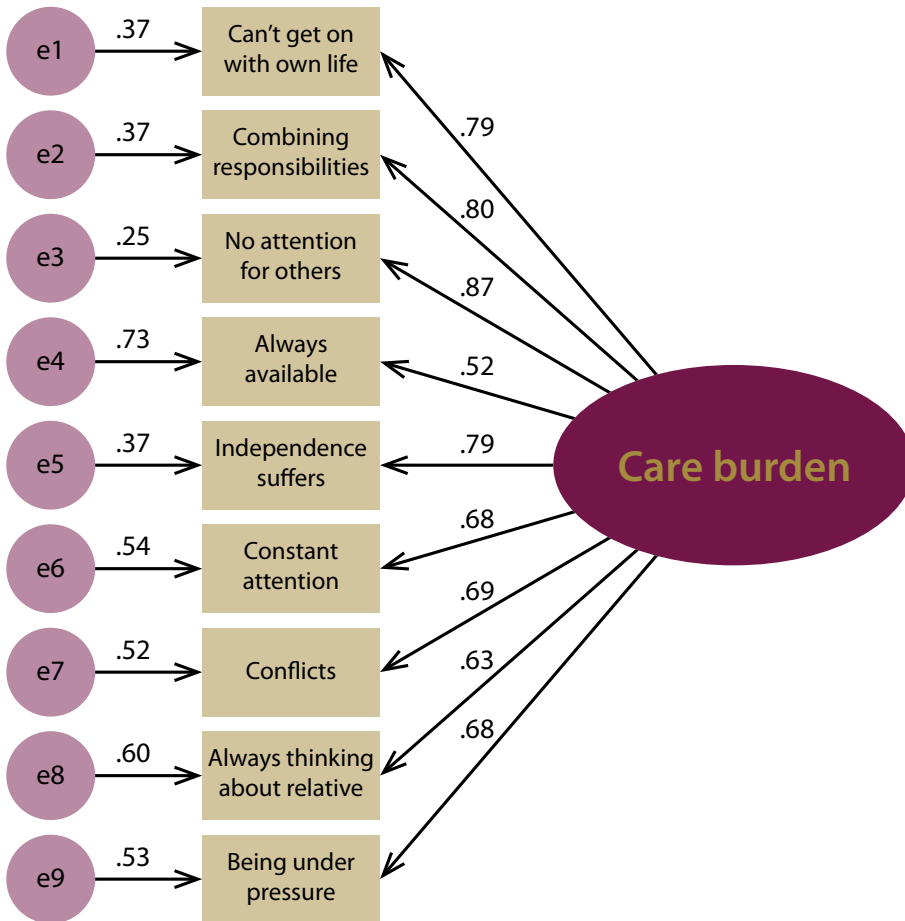 e1
.37
Can't get on
with own life
.79
e2
.37
Combining
responsibilities
.80
e3
.25
No attention
for others
.87
e4
.73
Always
available
.52
e5
.37
Independence
suffers
.79
Care burden
e6
.54
Constant
attention
.68
e7
.52
Conflicts
.69
e8
.60
Always thinking
about relative
.63
e9
.53
Being under
pressure
.68